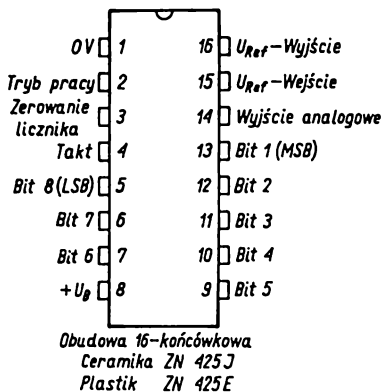 0V 1 16 U_Ref – Wyjście
Tryb pracy 2 15 U_Ref – Wejście
Zerowanie licznika 3 14 Wyjście analogowe
Takt 4 13 Bit 1 (MSB)
Bit 8 (LSB) 5 12 Bit 2
Blt 7 6 11 Bit 3
Bit 6 7 10 Bit 4
+U_B 8 9 Bit 5
Obudowa 16-końcówkowa
Ceramika ZN 425J
Plastik ZN 425E